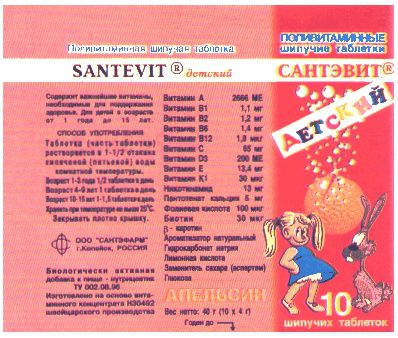 Поливитаминная шипучая таблетка
SANTEVIT® детский
Содержит важнейшие витамины,
необходимые для поддержания
здоровья. Для детей в возрасте
от 1 года до 15 лет.
СПОСОБ УПОТРЕБЛЕНИЯ
Таблетка (часть таблетки)
растворяется в 1-1/2 стакана
кипяченой (питьевой) воды
комнатной температуры.
Возраст 1-3 года 1/2 таблетки в день
Возраст 4-9 лет 1 таблетка в день
Возраст 10-15 лет 1-1,5 таблетки в день
Хранить при температуре не выше 25°C.
Закрывать плотно крышку.
ООО "САНТЭФАРМ"
г.Копейск, РОССИЯ
Биологически активная
добавка к пище - нутрицевтик
ТУ 002.08.96
Изготовлено на основе вита-
минного концентрата H30492
швейцарского производства
Витамин A 2666 МЕ
Витамин B1 1,1 мг
Витамин B2 1,2 мг
Витамин B6 1,4 мг
Витамин B12 1,0 мкг
Витамин C 65 мг
Витамин D3 200 МЕ
Витамин E 13,4 мг
Витамин K1 30 мкг
Никотинамид 13 мг
Пантотенат кальция 5 мг
Фолиевая кислота 100 мкг
Биотин 30 мкг
β - каротин
Ароматизатор натуральный
Гидрокарбонат натрия
Лимонная кислота
Заменитель сахара (аспартам)
Глюкоза
АПЕЛЬСИН
Вес нетто: 40 г (10 x 4 г)
Годен до
ПОЛИВИТАМИННЫЕ
шипучие таблетки
САНТЭВИТ®
ДЕТСКИЙ
10
шипучих таблеток